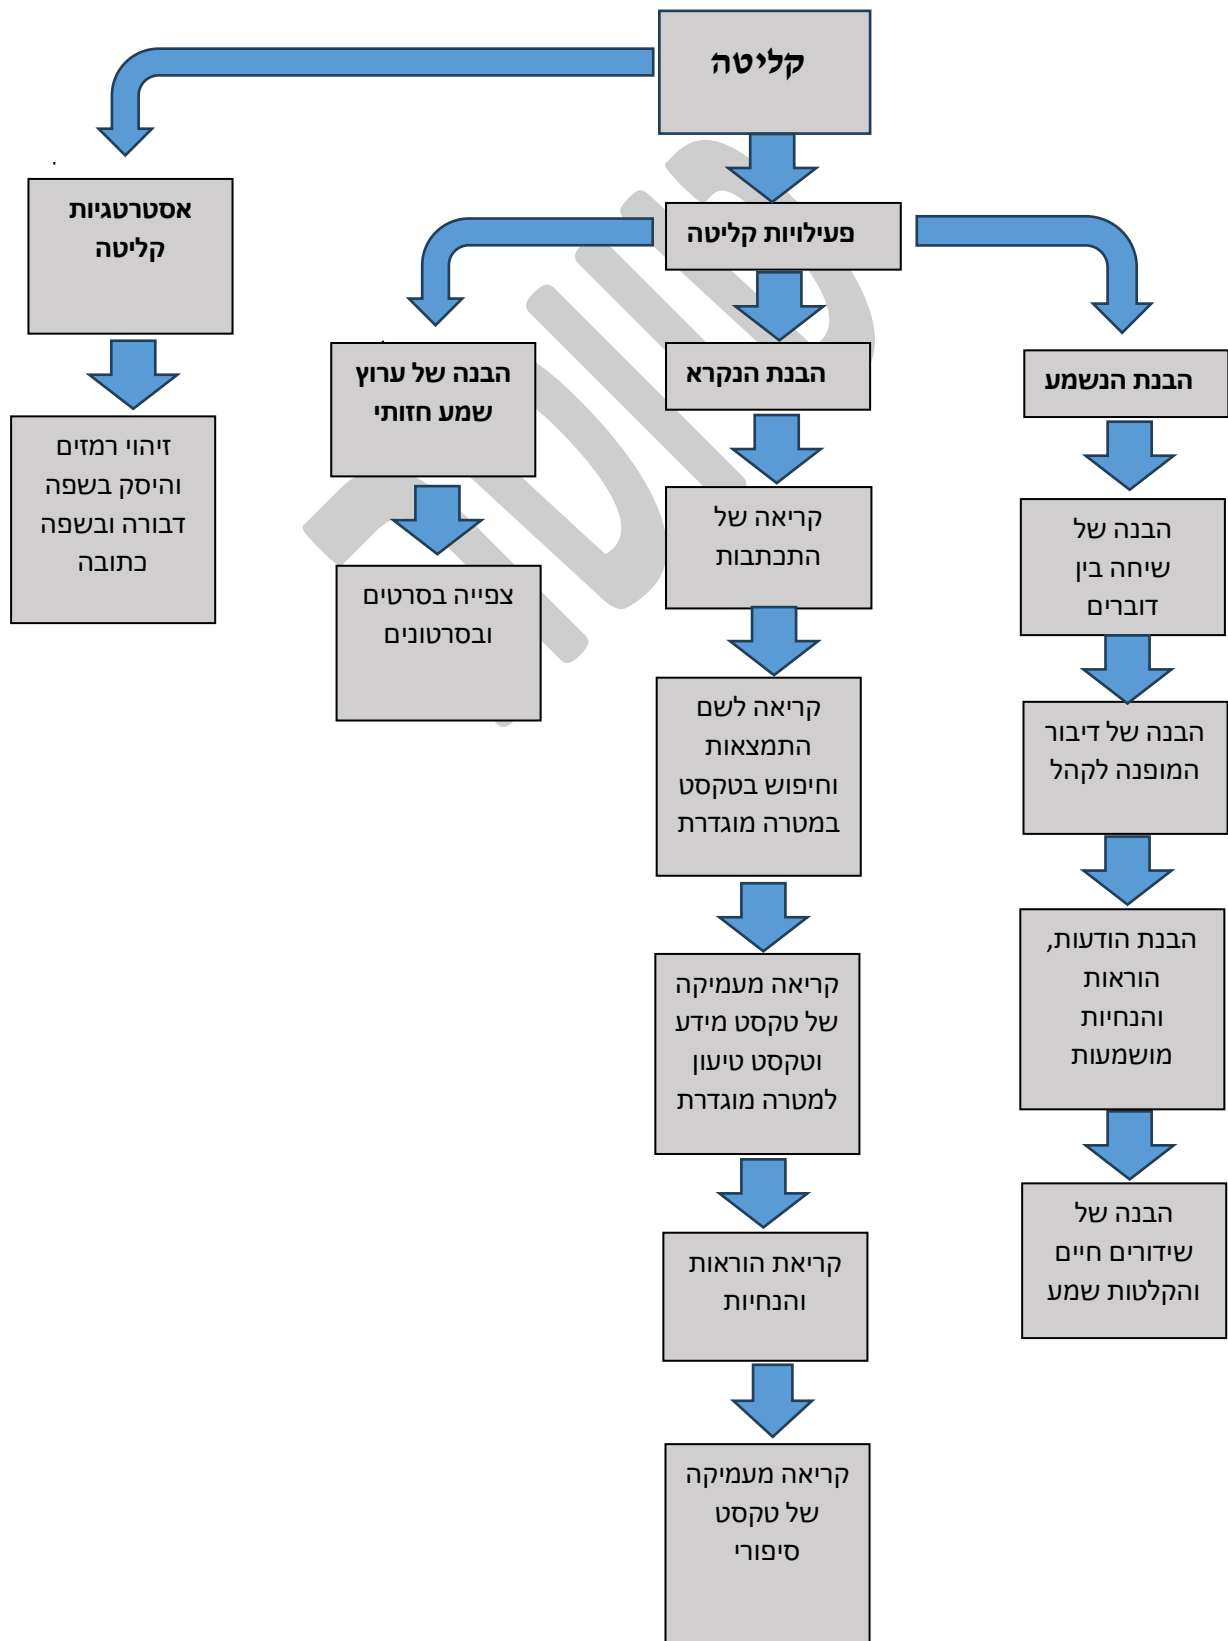 קליטה
פעילויות קליטה
הבנת הנשמע
הבנה של
שיחה בין
דוברים
הבנה של דיבור
המופנה לקהל
הבנת הודעות,
הוראות
והנחיות
מושמעות
הבנה של
שידורים חיים
והקלטות שמע
הבנת הנקרא
קריאה של
התכתבות
קריאה לשם
התמצאות
וחיפוש בטקסט
במטרה מוגדרת
קריאה מעמיקה
של טקסט מידע
וטקסט טיעון
למטרה מוגדרת
קריאת הוראות
והנחיות
קריאה מעמיקה
של טקסט
סיפורי
הבנה של ערוץ
שמע חזותי
צפייה בסרטים
ובסרטונים
אסטרטגיות
קליטה
זיהוי רמזים
והיסק בשפה
דבורה ובשפה
כתובה